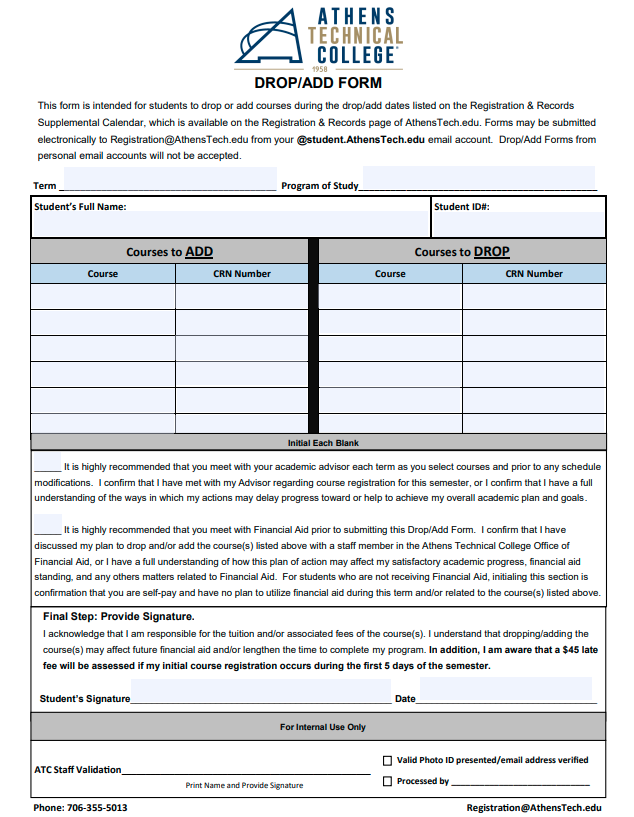 ATHENS
TECHNICAL
COLLEGE
1958
DROP/ADD FORM
This form is intended for students to drop or add courses during the drop/add dates listed on the Registration & Records
Supplemental Calendar, which is available on the Registration & Records page of AthensTech.edu. Forms may be submitted
electronically to Registration@AthensTech.edu from your @student.AthensTech.edu email account. Drop/Add Forms from
personal email accounts will not be accepted.
Term Program of Study
Student's Full Name: Student ID#:
Courses to ADD Courses to DROP
Course CRN Number Course CRN Number
Initial Each Blank
It is highly recommended that you meet with your academic advisor each term as you select courses and prior to any schedule
modifications. I confirm that I have met with my Advisor regarding course registration for this semester, or I confirm that I have a full
understanding of the ways in which my actions may delay progress toward or help to achieve my overall academic plan and goals.
It is highly recommended that you meet with Financial Aid prior to submitting this Drop/Add Form. I confirm that I have
discussed my plan to drop and/or add the course(s) listed above with a staff member in the Athens Technical College Office of
Financial Aid, or I have a full understanding of how this plan of action may affect my satisfactory academic progress, financial aid
standing, and any others matters related to Financial Aid. For students who are not receiving Financial Aid, initialing this section is
confirmation that you are self-pay and have no plan to utilize financial aid during this term and/or related to the course(s) listed above.
Final Step: Provide Signature.
I acknowledge that I am responsible for the tuition and/or associated fees of the course(s). I understand that dropping/adding the
course(s) may affect future financial aid and/or lengthen the time to complete my program. In addition, I am aware that a $45 late
fee will be assessed if my initial course registration occurs during the first 5 days of the semester.
Student's Signature Date
For Internal Use Only
Valid Photo ID presented/email address verified
ATC Staff Validation
Processed by
Print Name and Provide Signature
Phone: 706-355-5013 Registration@AthensTech.edu